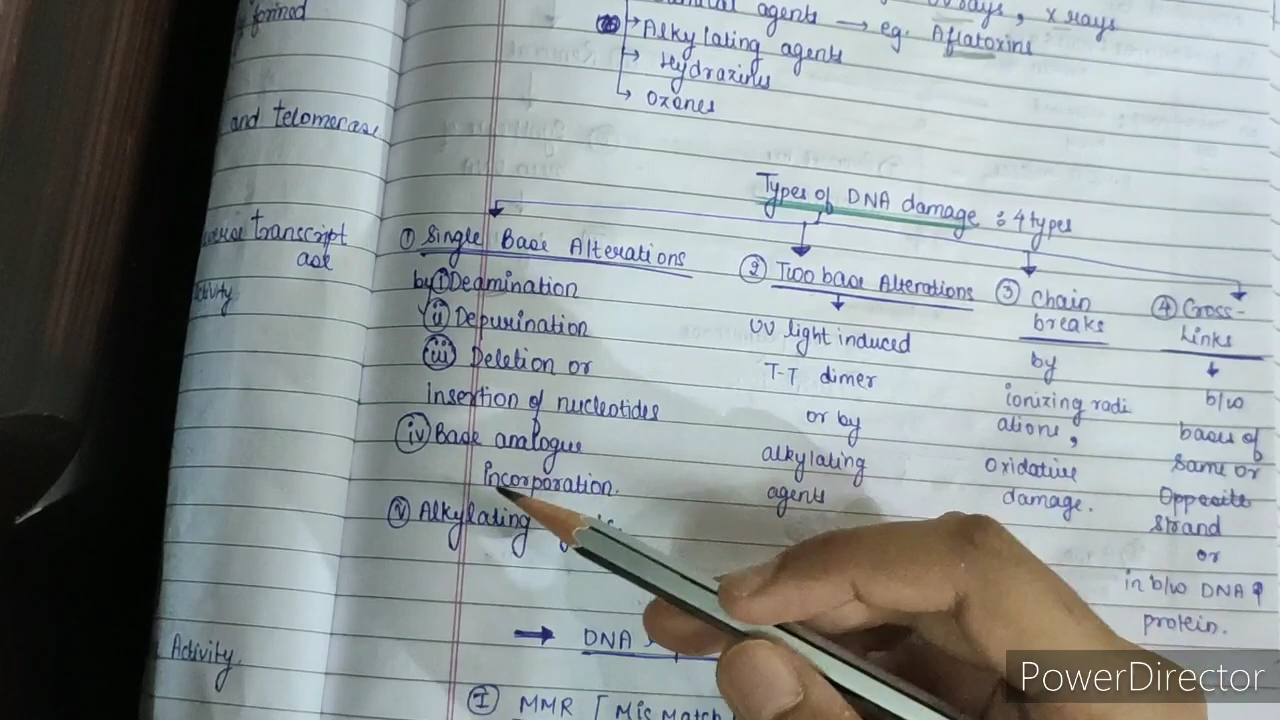 formed
and telomerase
transcript
ase
Activity
Activity.
agents → eg. UV rays, X rays
→ Alkylating agents → eg. Aflatoxins
→ Hydrazines
→ Ozones
Types of DNA damage : 4 types
① Single Base Alterations
by ⓘ Deamination
ⓘⓘ Depurination
ⓘⓘⓘ Deletion or
insertion of nucleotides
ⓘⓥ Base analogue
incorporation.
ⓥ Alkylating
② Two base Alterations
↓
UV light induced
T-T dimer
or by
alkylating
agents
③ Chain
breaks
by
ionizing radi
ations,
Oxidative
damage.
④ Cross-
Links
↓
b/w
bases of
same or
Opposite
strand
or
in b/w DNA &
protein.
→ DNA
Ⓘ MMR [Mis Match
PowerDirector